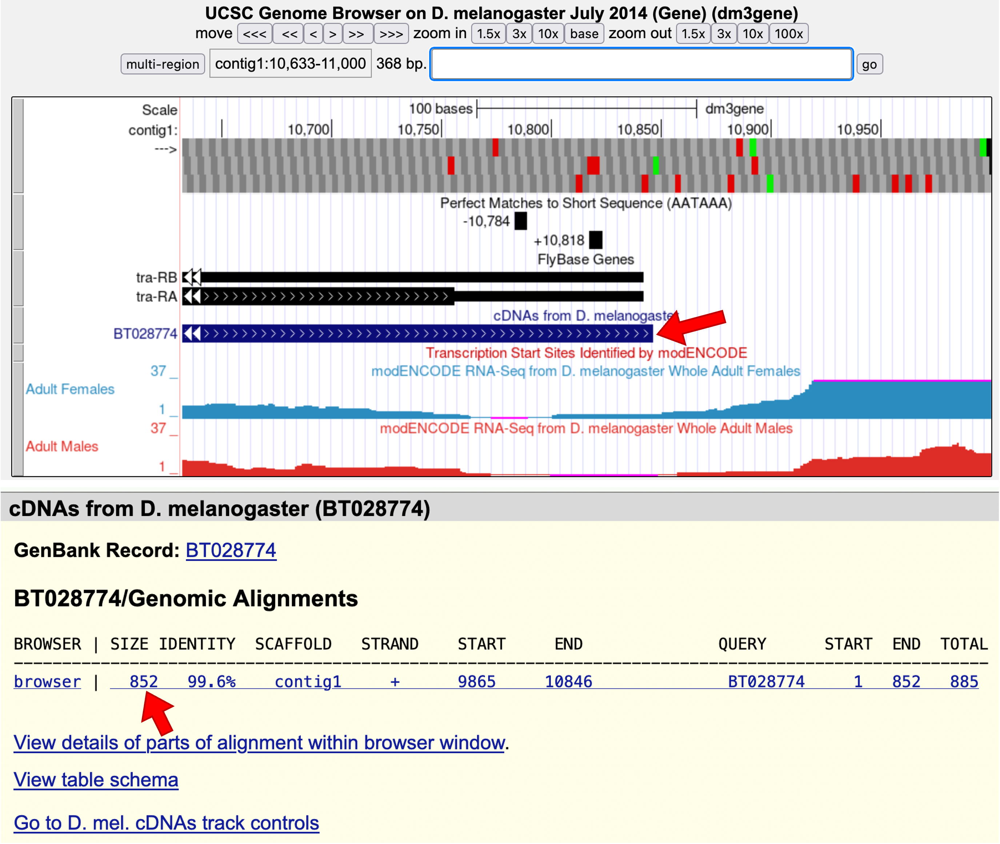 UCSC Genome Browser on D. melanogaster July 2014 (Gene) (dm3gene)
move <<< << < > >> >>> zoom in 1.5x 3x 10x base zoom out 1.5x 3x 10x 100x
multi-region contig1:10,633-11,000 368 bp. go
Scale 100 bases dm3gene
contig1: 10,700 10,750 10,800 10,850 10,900 10,950
--->
Perfect Matches to Short Sequence (AATAAA)
-10,784
+10,818
FlyBase Genes
tra-RB
tra-RA
cDNAs from D. melanogaster
BT028774
Transcription Start Sites Identified by modENCODE
37 _ modENCODE RNA-Seq from D. melanogaster Whole Adult Females
Adult Females
1 _
37 _ modENCODE RNA-Seq from D. melanogaster Whole Adult Males
Adult Males
1 _
cDNAs from D. melanogaster (BT028774)
GenBank Record: BT028774
BT028774/Genomic Alignments
BROWSER | SIZE IDENTITY SCAFFOLD STRAND START END QUERY START END TOTAL
browser | 852 99.6% contig1 + 9865 10846 BT028774 1 852 885
View details of parts of alignment within browser window.
View table schema
Go to D. mel. cDNAs track controls